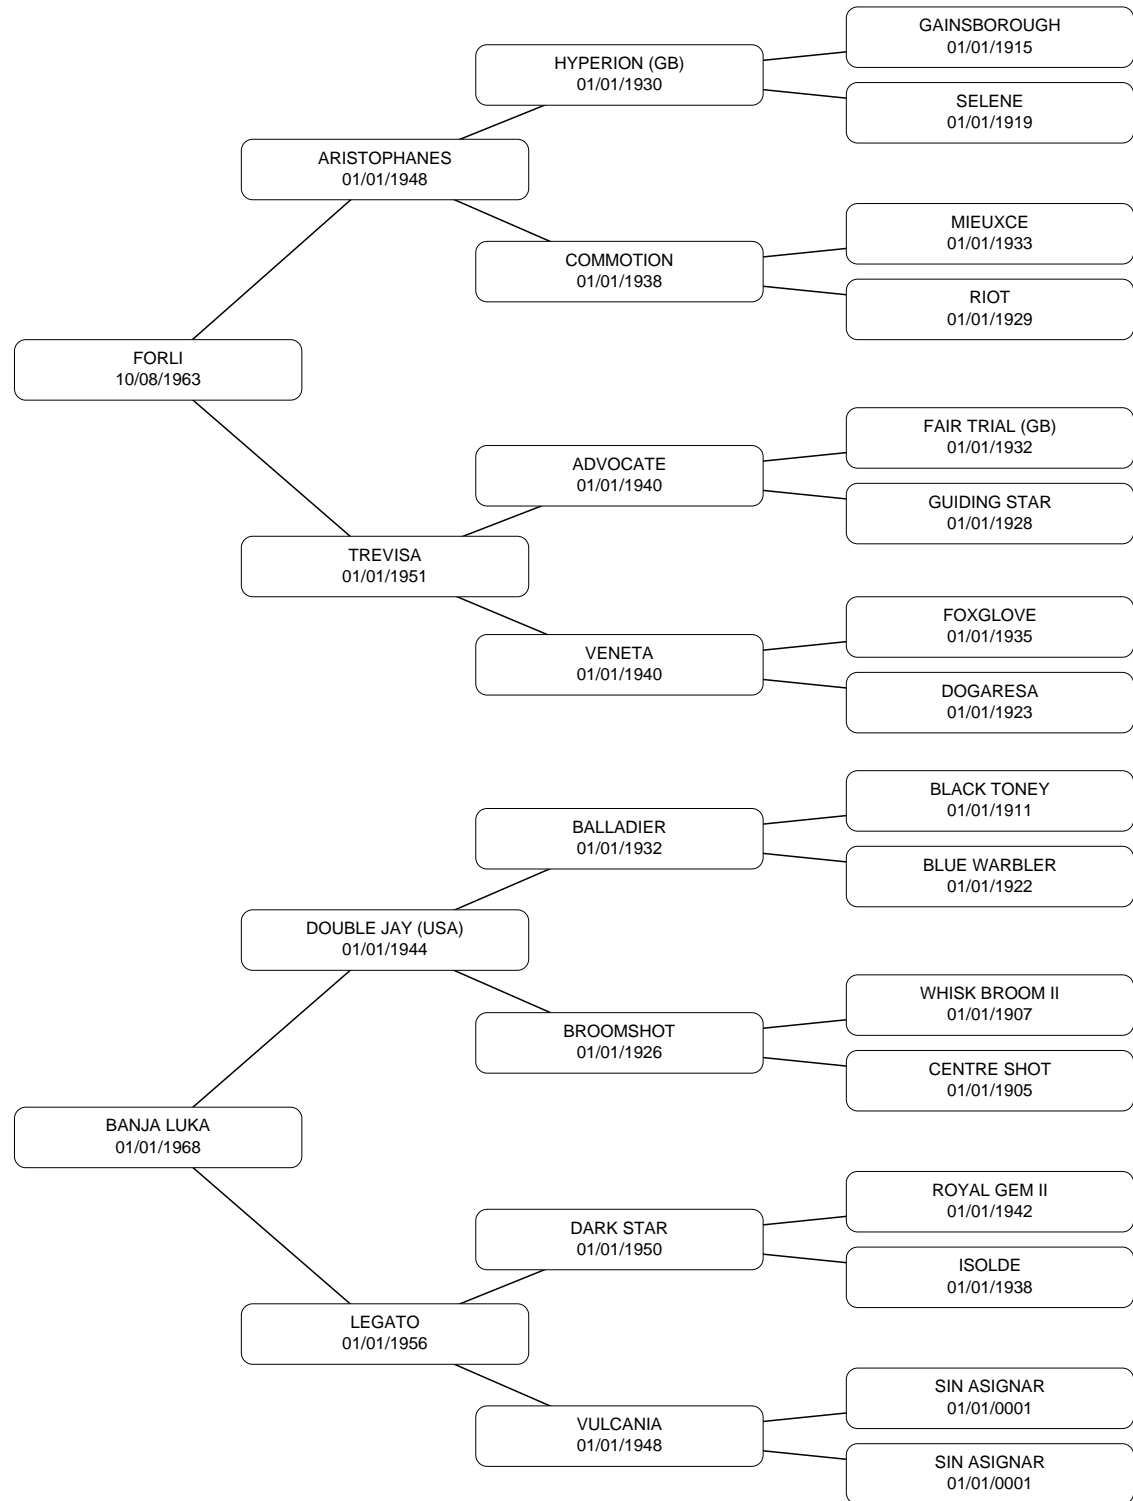 GAINSBOROUGH
01/01/1915
HYPERION (GB)
01/01/1930
SELENE
01/01/1919
ARISTOPHANES
01/01/1948
MIEUXCE
01/01/1933
COMMOTION
01/01/1938
RIOT
01/01/1929
FORLI
10/08/1963
FAIR TRIAL (GB)
01/01/1932
ADVOCATE
01/01/1940
GUIDING STAR
01/01/1928
TREVISA
01/01/1951
FOXGLOVE
01/01/1935
VENETA
01/01/1940
DOGARESA
01/01/1923
BLACK TONEY
01/01/1911
BALLADIER
01/01/1932
BLUE WARBLER
01/01/1922
DOUBLE JAY (USA)
01/01/1944
WHISK BROOM II
01/01/1907
BROOMSHOT
01/01/1926
CENTRE SHOT
01/01/1905
BANJA LUKA
01/01/1968
ROYAL GEM II
01/01/1942
DARK STAR
01/01/1950
ISOLDE
01/01/1938
LEGATO
01/01/1956
SIN ASIGNAR
01/01/0001
VULCANIA
01/01/1948
SIN ASIGNAR
01/01/0001